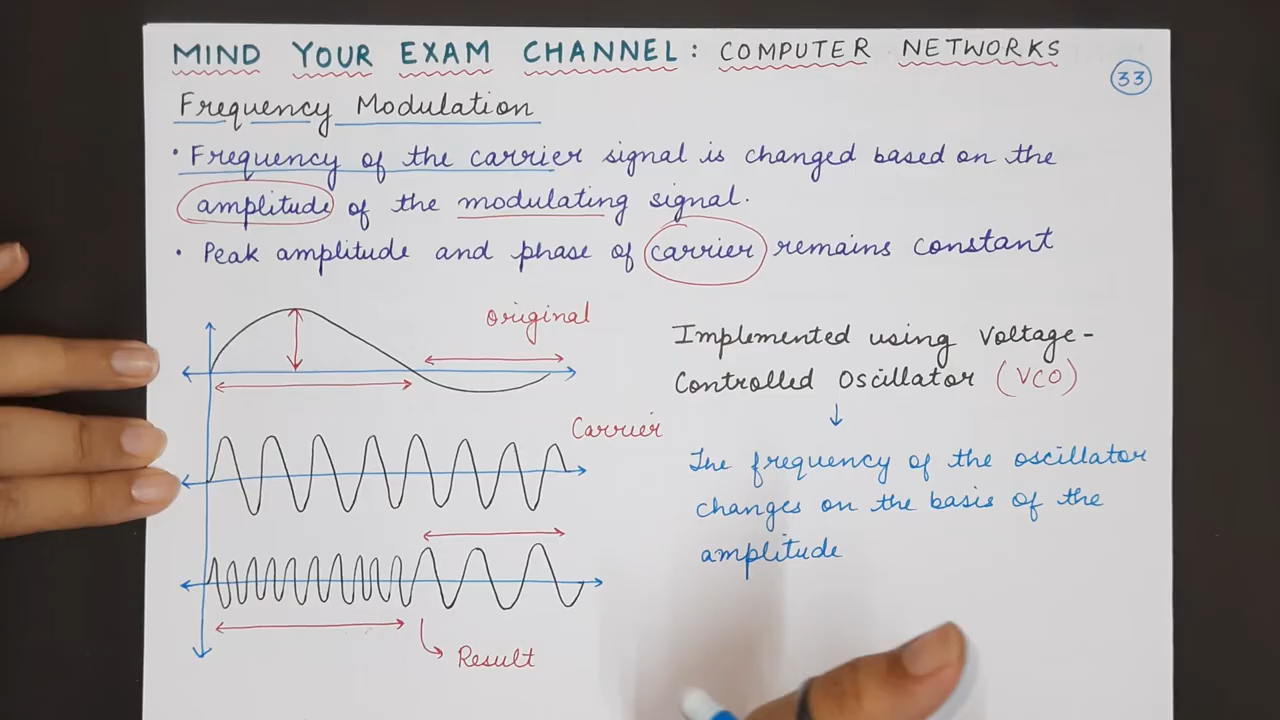 MIND YOUR EXAM CHANNEL: COMPUTER NETWORKS
33
Frequency Modulation
• Frequency of the carrier signal is changed based on the
amplitude of the modulating signal.
• Peak amplitude and phase of carrier remains constant
Original
Implemented using Voltage-
Controlled Oscillator (VCO)
Carrier
The frequency of the oscillator
changes on the basis of the
amplitude
Result